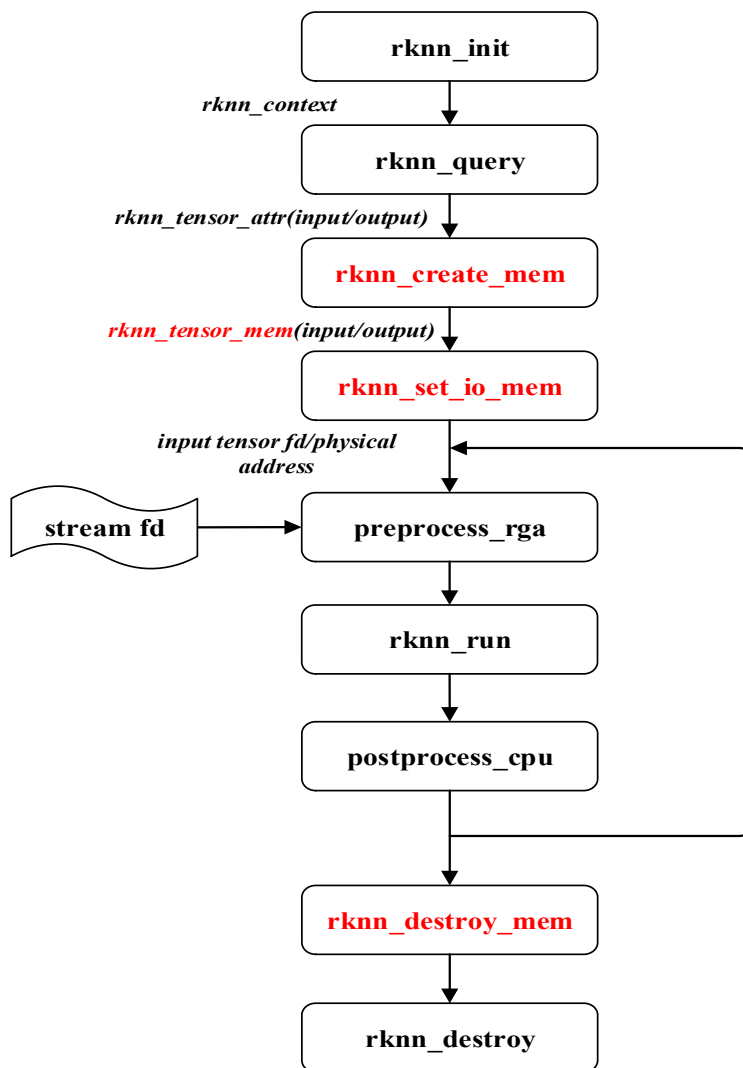 rknn_init
rknn_context
rknn_query
rknn_tensor_attr(input/output)
rknn_create_mem
rknn_tensor_mem(input/output)
rknn_set_io_mem
input tensor fd/physical
address
stream fd
preprocess_rga
rknn_run
postprocess_cpu
rknn_destroy_mem
rknn_destroy